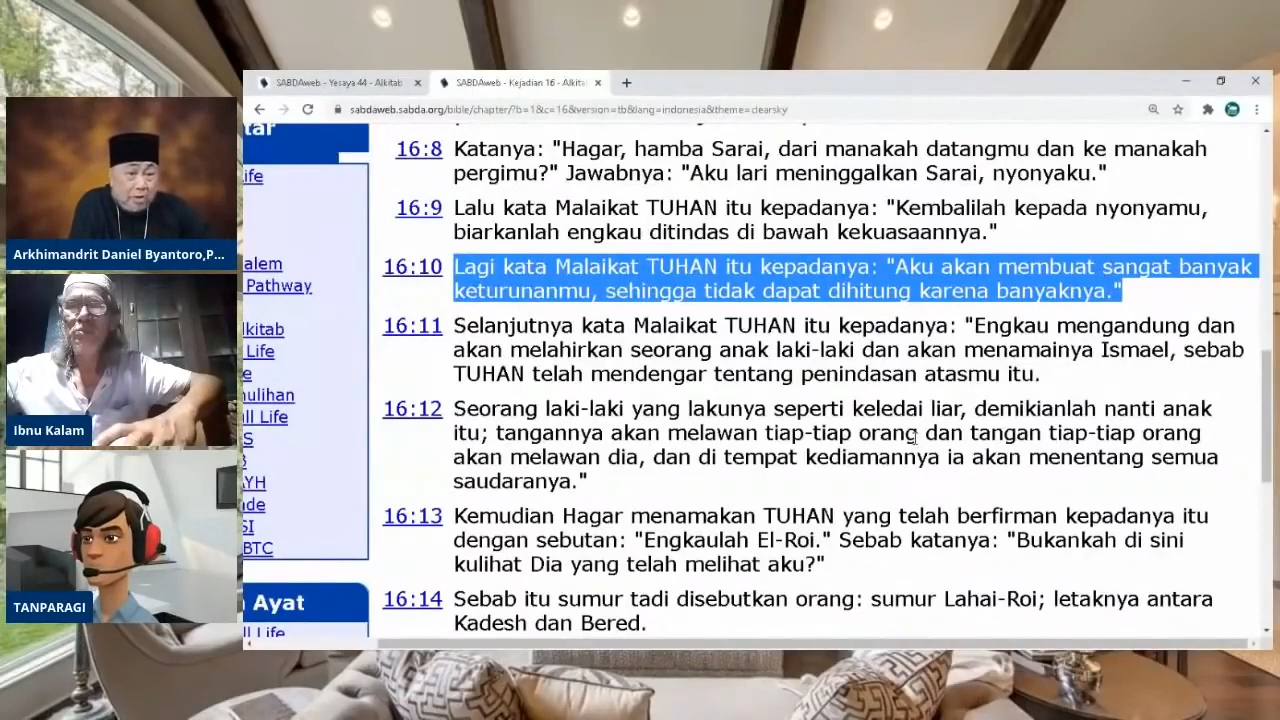 SABDAweb - Yesaya 44 - Alkitab
SABDAweb - Kejadian 16 - Alkita
sabdaweb.sabda.org/bible/chapter/?b=1&c=16&version=tb&lang=indonesia&theme=clearsky
tar
ife
alem
Pathway
lkitab
Life
e
mulihan
ull Life
S
AYH
de
SI
BTC
Ayat
ll Life
16:8 Katanya: "Hagar, hamba Sarai, dari manakah datangmu dan ke manakah
pergimu?" Jawabnya: "Aku lari meninggalkan Sarai, nyonyaku."
16:9 Lalu kata Malaikat TUHAN itu kepadanya: "Kembalilah kepada nyonyamu,
biarkanlah engkau ditindas di bawah kekuasaannya."
16:10 Lagi kata Malaikat TUHAN itu kepadanya: "Aku akan membuat sangat banyak
keturunanmu, sehingga tidak dapat dihitung karena banyaknya."
16:11 Selanjutnya kata Malaikat TUHAN itu kepadanya: "Engkau mengandung dan
akan melahirkan seorang anak laki-laki dan akan menamainya Ismael, sebab
TUHAN telah mendengar tentang penindasan atasmu itu.
16:12 Seorang laki-laki yang lakunya seperti keledai liar, demikianlah nanti anak
itu; tangannya akan melawan tiap-tiap orang dan tangan tiap-tiap orang
akan melawan dia, dan di tempat kediamannya ia akan menentang semua
saudaranya."
16:13 Kemudian Hagar menamakan TUHAN yang telah berfirman kepadanya itu
dengan sebutan: "Engkaulah El-Roi." Sebab katanya: "Bukankah di sini
kulihat Dia yang telah melihat aku?"
16:14 Sebab itu sumur tadi disebutkan orang: sumur Lahai-Roi; letaknya antara
Kadesh dan Bered.
Arkhimandrit Daniel Byantoro,P...
Ibnu Kalam
TANPARAGI